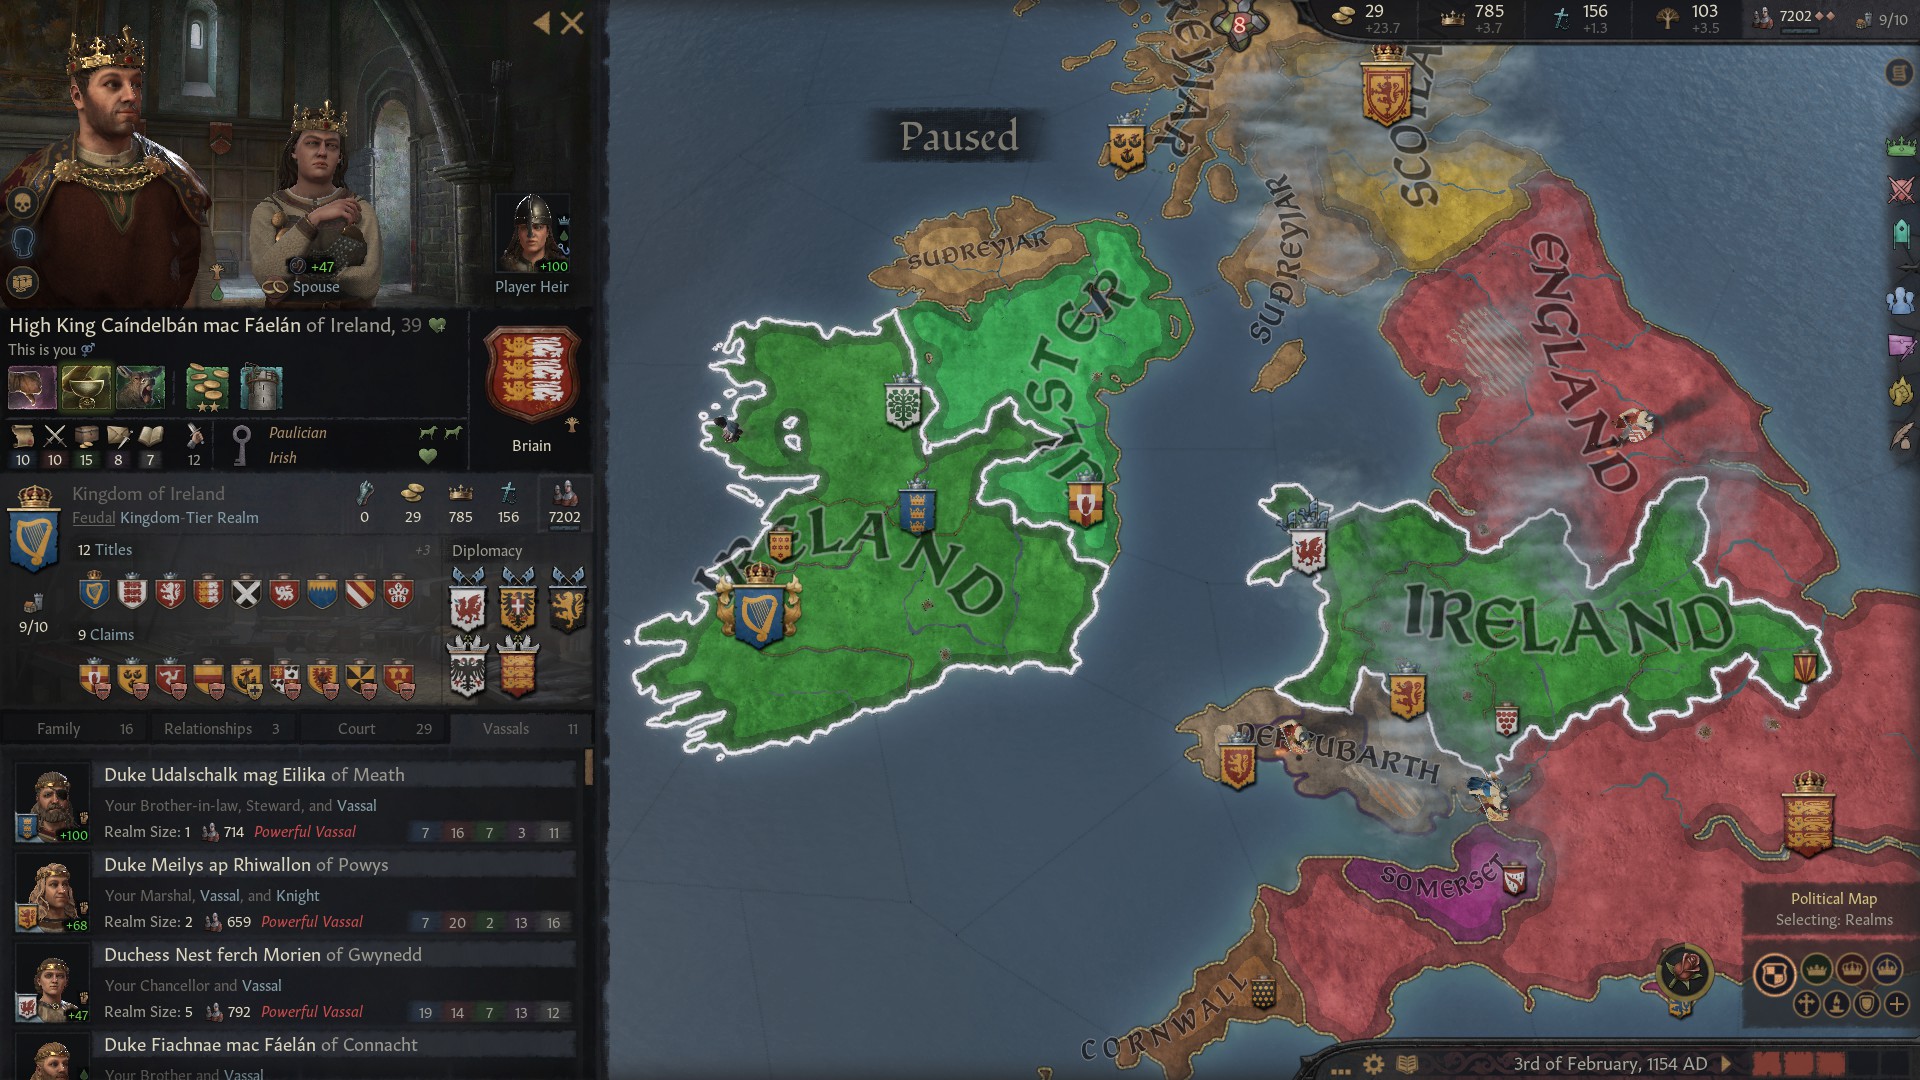 29
+23.7
785
+3.7
156
+1.3
103
+3.5
7202
9/10
8
Paused
+47
Spouse
+100
Player Heir
High King Caíndelbán mac Fáelán of Ireland, 39
This is you
10 10 15 8 7 12
Paulician
Irish
Briain
Kingdom of Ireland
Feudal Kingdom-Tier Realm
0 29 785 156 7202
12 Titles
+3
Diplomacy
9/10
9 Claims
Family 16
Relationships 3
Court 29
Vassals 11
Duke Udalschalk mag Eilika of Meath
Your Brother-in-law, Steward, and Vassal
+100
Realm Size: 1 714 Powerful Vassal 7 16 7 3 11
Duke Meilys ap Rhiwallon of Powys
Your Marshal, Vassal, and Knight
+68
Realm Size: 2 659 Powerful Vassal 7 20 2 13 16
Duchess Nest ferch Morien of Gwynedd
Your Chancellor and Vassal
+47
Realm Size: 5 792 Powerful Vassal 19 14 7 13 12
Duke Fiachnae mac Fáelán of Connacht
Your Brother and Vassal
SCOTLA
SUÐREYJAR
SUÐREYJAR
ENGLAND
IRELAND
IRELAND
SOMERSET
CORNWALL
Political Map
Selecting: Realms
3rd of February, 1154 AD